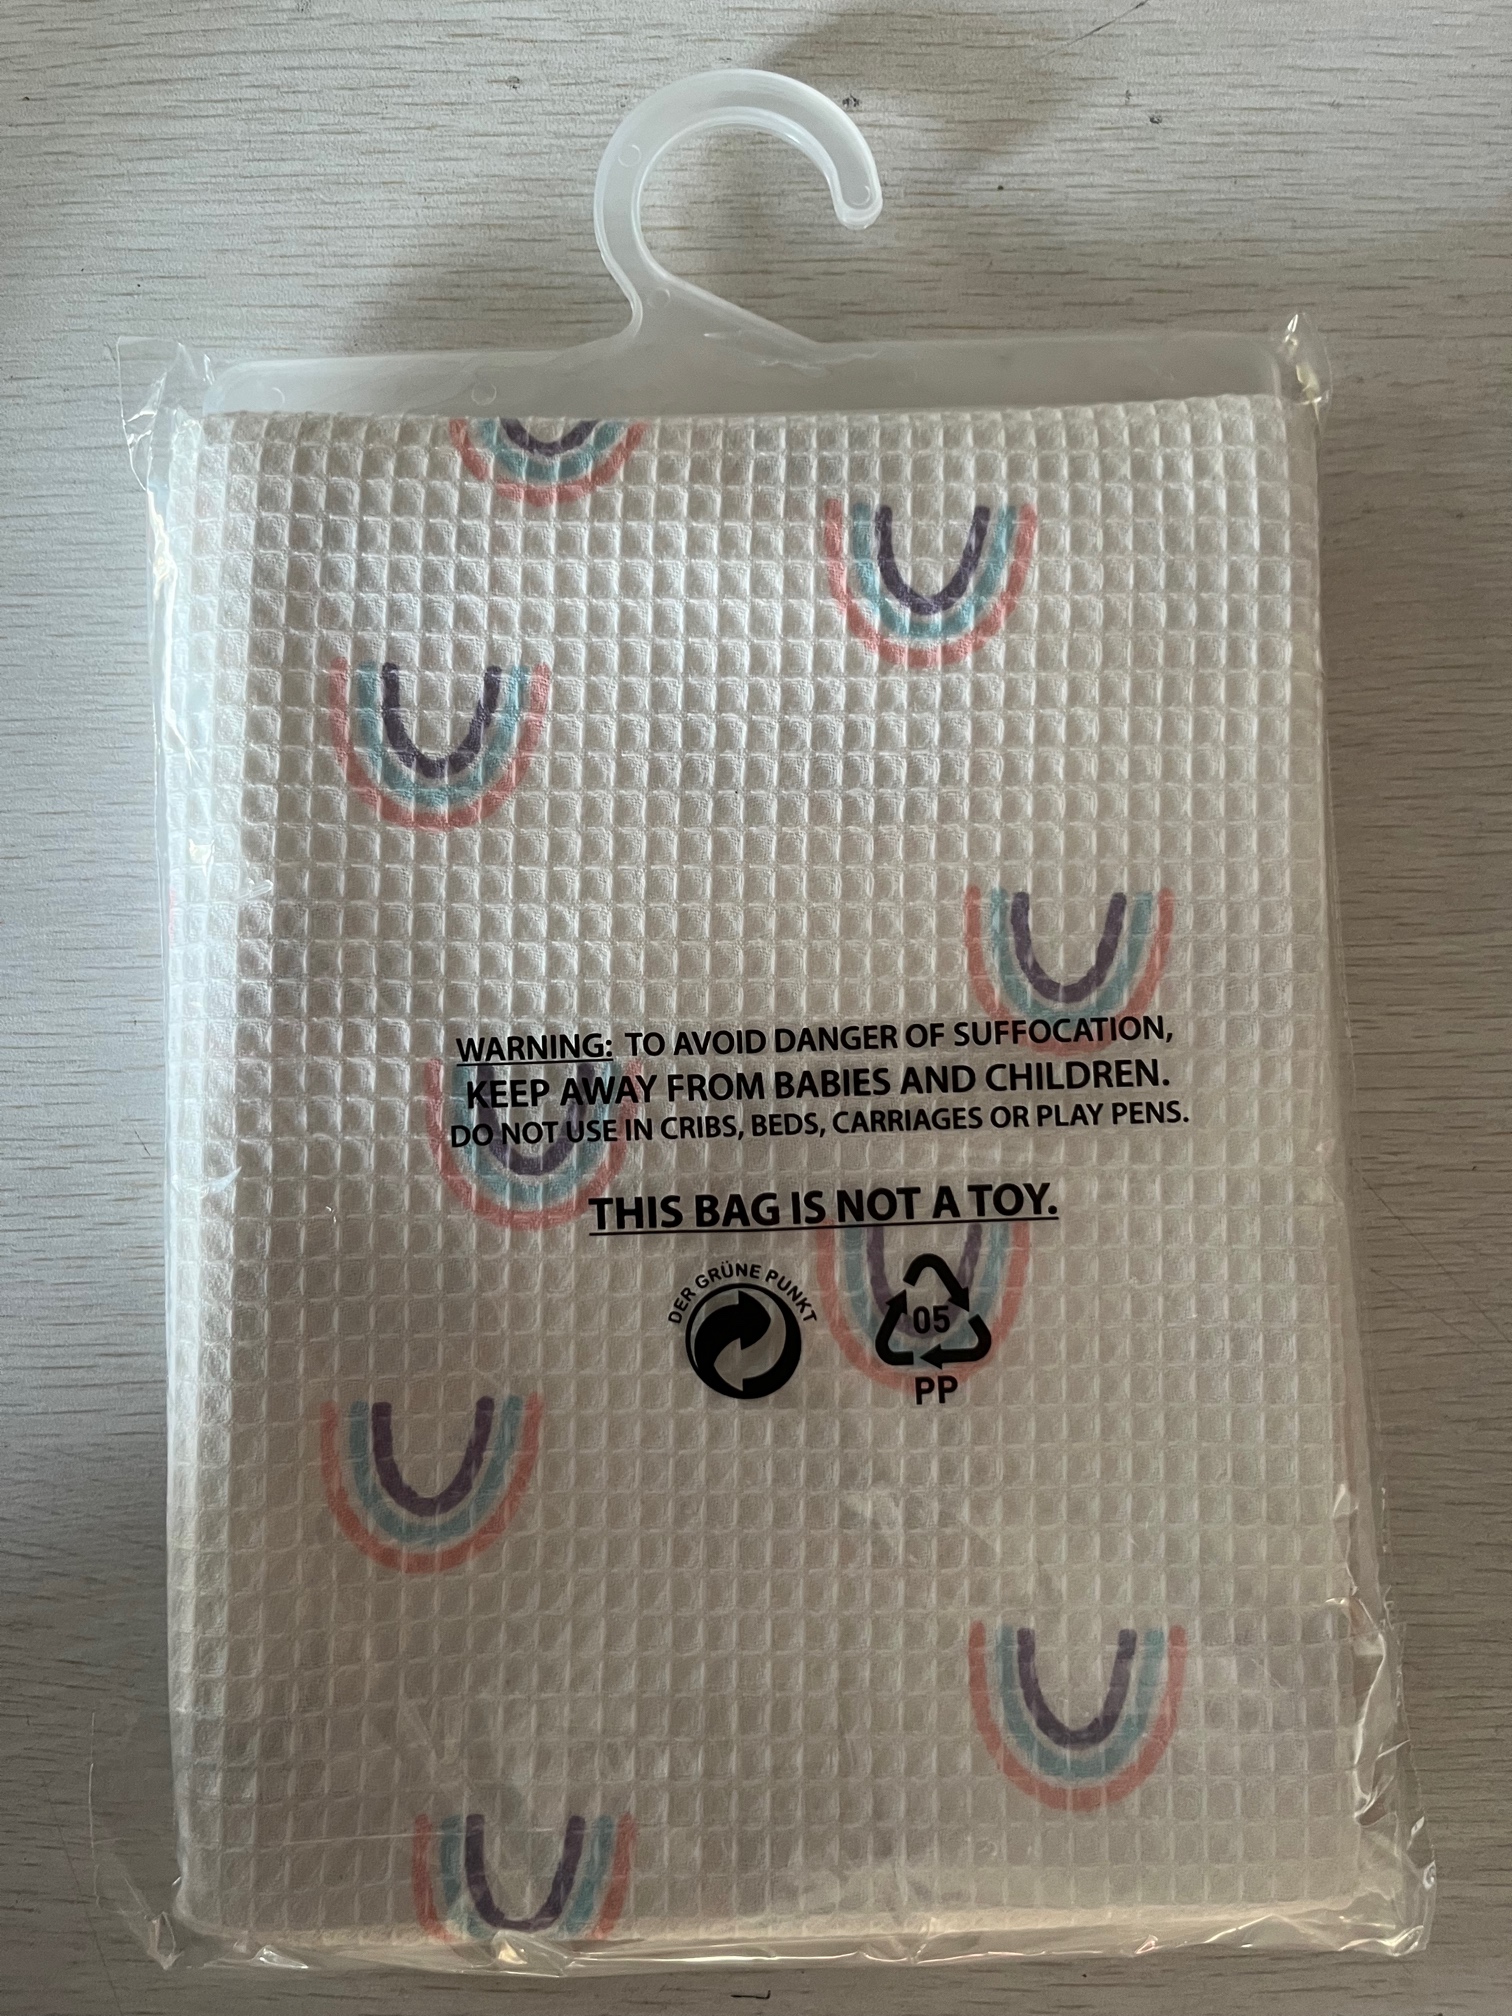 WARNING: TO AVOID DANGER OF SUFFOCATION,
KEEP AWAY FROM BABIES AND CHILDREN.
DO NOT USE IN CRIBS, BEDS, CARRIAGES OR PLAY PENS.
THIS BAG IS NOT A TOY.
DER GRÜNE PUNKT
05
PP